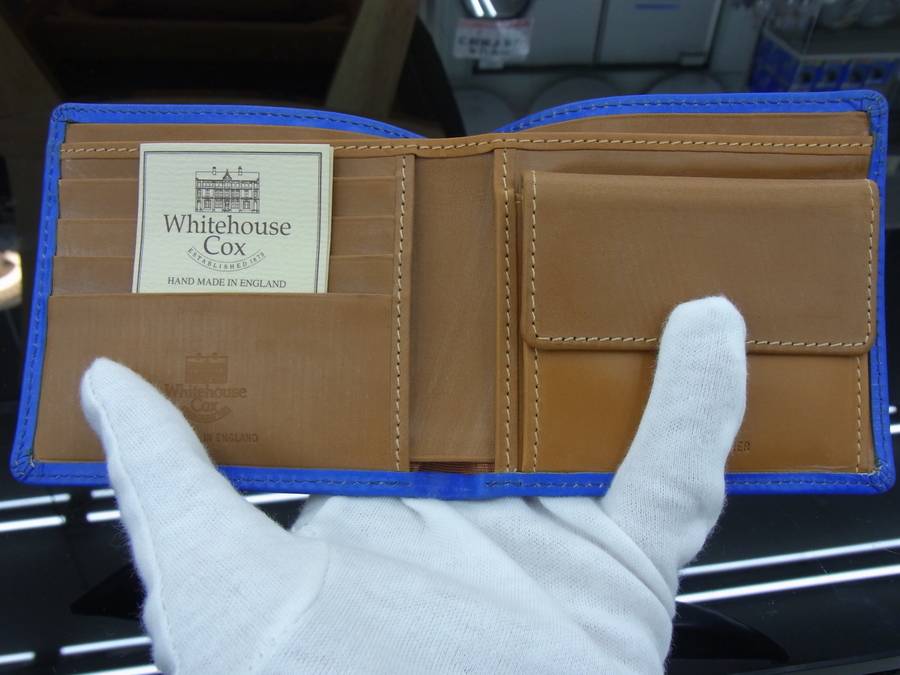 Whitehouse
Cox
ESTABLISHED 1875
HAND MADE IN ENGLAND
Whitehouse
Cox
IN ENGLAND